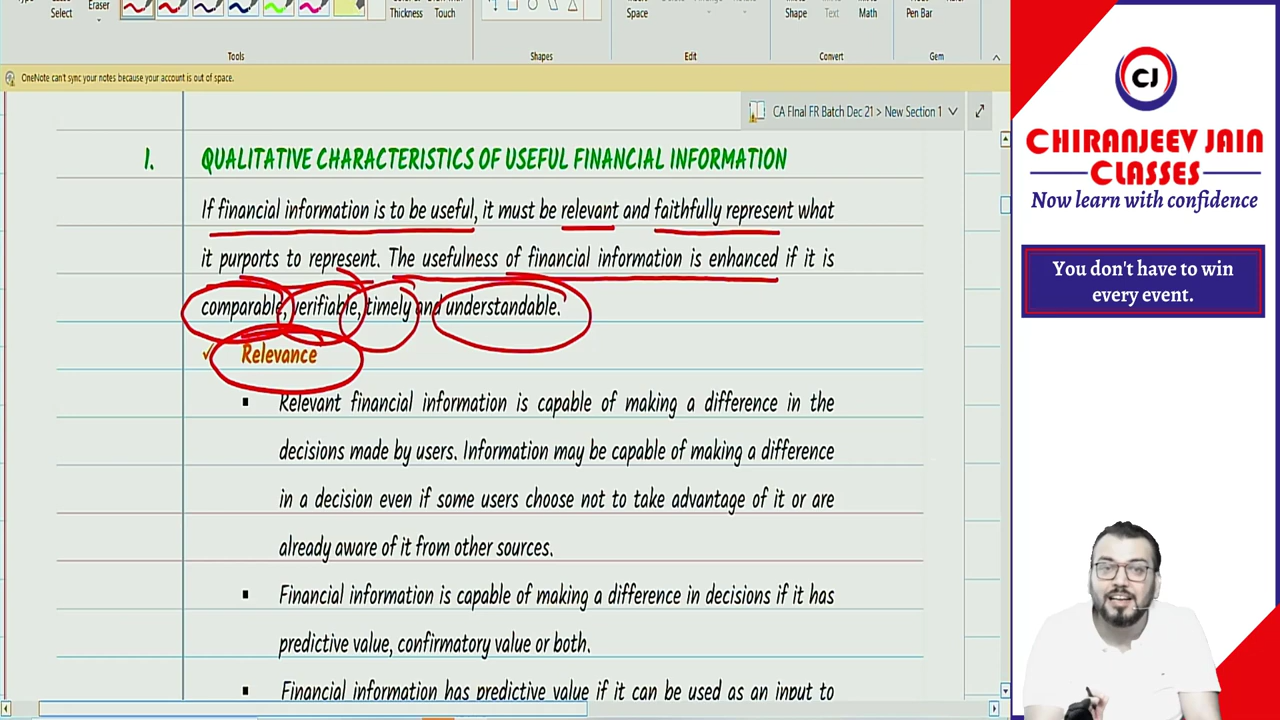 Eraser
Select
Thickness
Touch
Space
Shape
Text
Math
Pen Bar
Tools
Shapes
Edit
Convert
Gem
OneNote can't sync your notes because your account is out of space.
CA FInal FR Batch Dec 21 > New Section 1
1. QUALITATIVE CHARACTERISTICS OF USEFUL FINANCIAL INFORMATION
If financial information is to be useful, it must be relevant and faithfully represent what
it purports to represent. The usefulness of financial information is enhanced if it is
comparable, verifiable, timely and understandable.
✓ Relevance
▪ Relevant financial information is capable of making a difference in the
decisions made by users. Information may be capable of making a difference
in a decision even if some users choose not to take advantage of it or are
already aware of it from other sources.
▪ Financial information is capable of making a difference in decisions if it has
predictive value, confirmatory value or both.
▪ Financial information has predictive value if it can be used as an input to
CJ
CHIRANJEEV JAIN
CLASSES
Now learn with confidence
You don't have to win
every event.